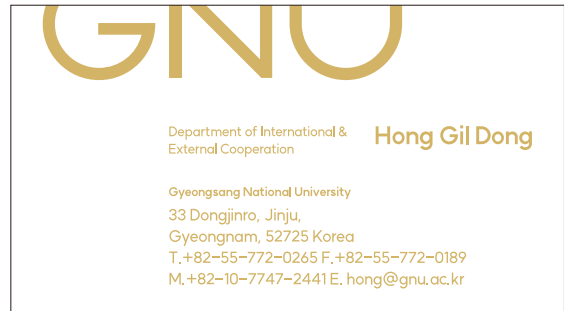 GNU
Department of International &
External Cooperation
Hong Gil Dong
Gyeongsang National University
33 Dongjinro, Jinju,
Gyeongnam, 52725 Korea
T.+82-55-772-0265 F.+82-55-772-0189
M.+82-10-7747-2441 E. hong@gnu.ac.kr